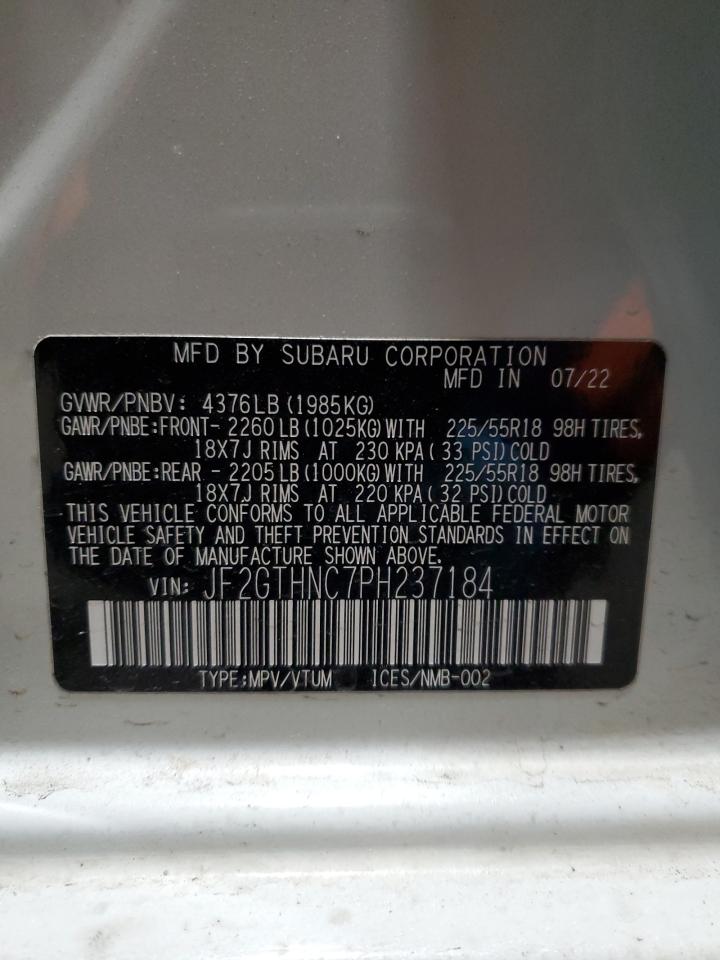 MFD BY SUBARU CORPORATION
MFD IN 07/22
GVWR/PNBV: 4376LB (1985KG)
GAWR/PNBE:FRONT- 2260LB (1025KG) WITH 225/55R18 98H TIRES,
18X7J RIMS AT 230 KPA ( 33 PSI) COLD
GAWR/PNBE:REAR - 2205LB (1000KG) WITH 225/55R18 98H TIRES,
18X7J RIMS AT 220 KPA ( 32 PSI) COLD
THIS VEHICLE CONFORMS TO ALL APPLICABLE FEDERAL MOTOR
VEHICLE SAFETY AND THEFT PREVENTION STANDARDS IN EFFECT ON
THE DATE OF MANUFACTURE SHOWN ABOVE.
VIN: JF2GTHNC7PH237184
TYPE:MPV/VTUM ICES/NMB-002